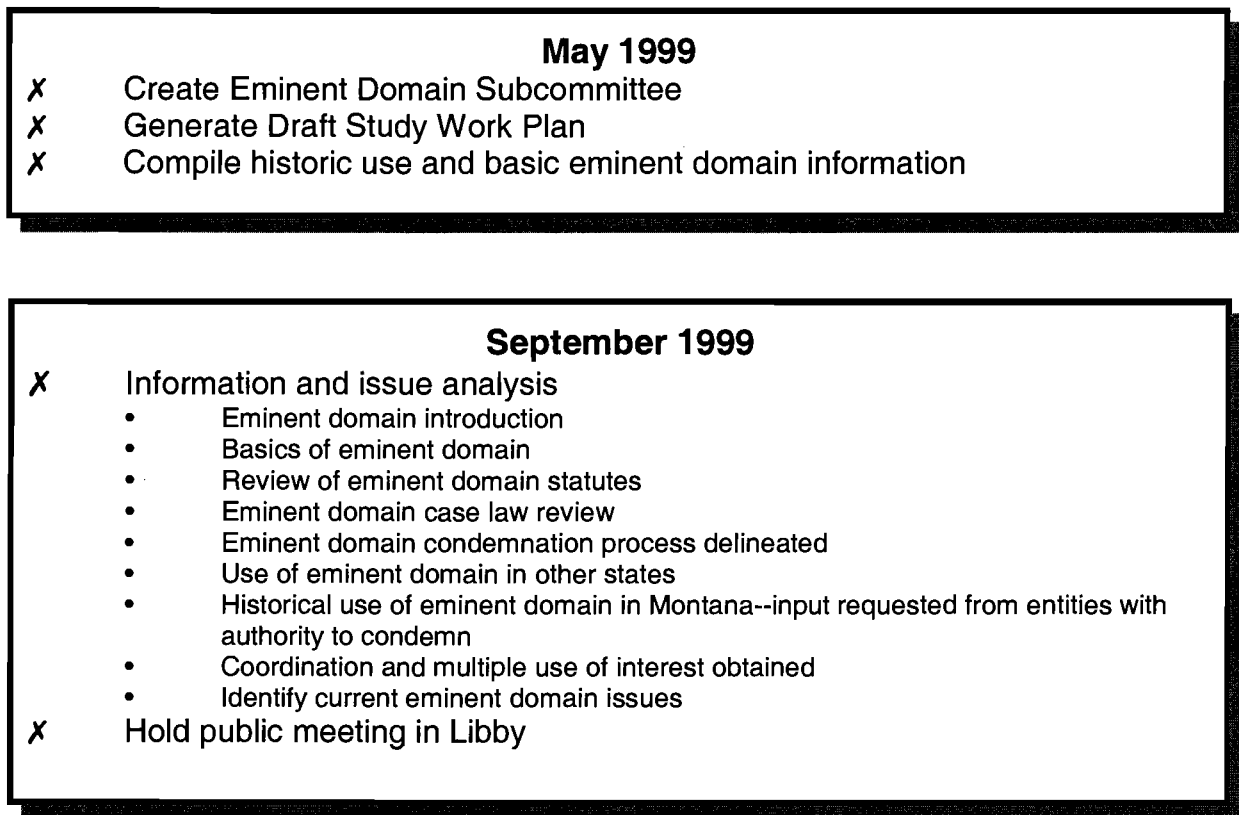 May 1999
✗ Create Eminent Domain Subcommittee
✗ Generate Draft Study Work Plan
✗ Compile historic use and basic eminent domain information
September 1999
✗ Information and issue analysis
• Eminent domain introduction
• Basics of eminent domain
• Review of eminent domain statutes
• Eminent domain case law review
• Eminent domain condemnation process delineated
• Use of eminent domain in other states
• Historical use of eminent domain in Montana--input requested from entities with
authority to condemn
• Coordination and multiple use of interest obtained
• Identify current eminent domain issues
✗ Hold public meeting in Libby